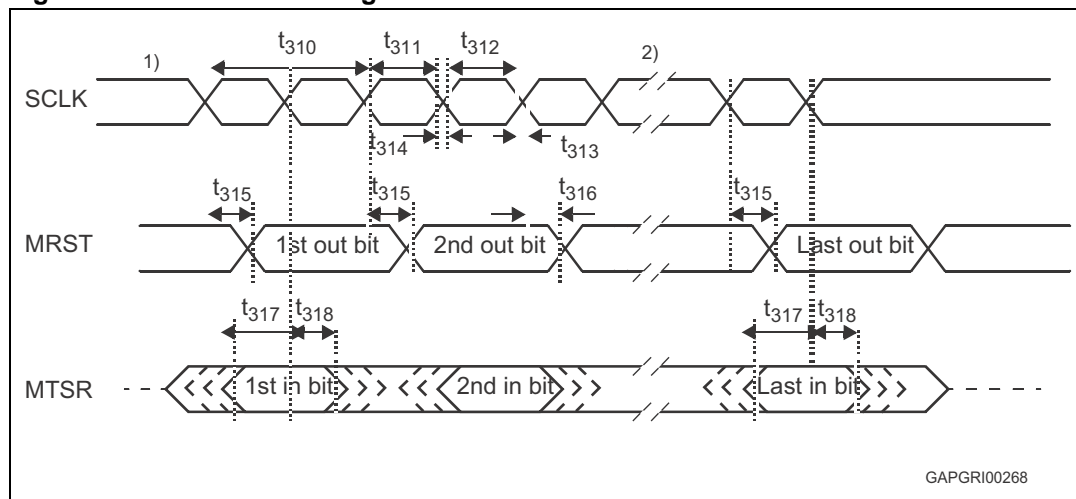 1) t310 t311 t312 2)
SCLK
t314 t313
t315 t315 t316 t315
MRST 1st out bit 2nd out bit Last out bit
t317 t318 t317 t318
MTSR 1st in bit 2nd in bit Last in bit
GAPGRI00268